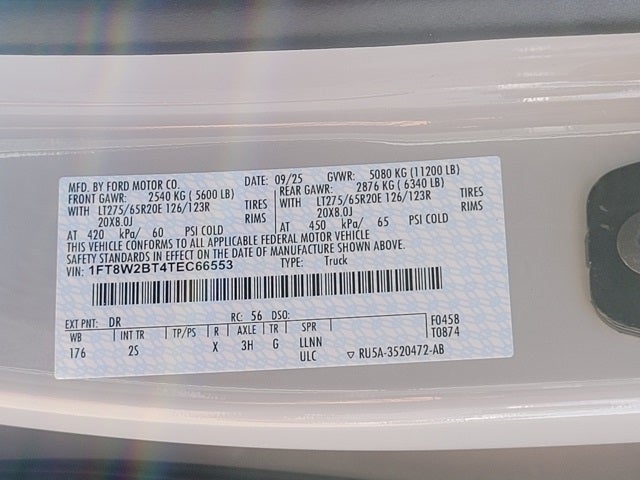 MFD. BY FORD MOTOR CO. DATE: 09/25 GVWR: 5080 KG (11200 LB)
FRONT GAWR: 2540 KG ( 5600 LB) REAR GAWR: 2876 KG ( 6340 LB)
WITH LT275/65R20E 126/123R TIRES WITH LT275/65R20E 126/123R TIRES
20X8.0J RIMS 20X8.0J RIMS
AT 420 kPa/ 60 PSI COLD AT 450 kPa/ 65 PSI COLD
THIS VEHICLE CONFORMS TO ALL APPLICABLE FEDERAL MOTOR VEHICLE
SAFETY STANDARDS IN EFFECT ON THE DATE OF MANUFACTURE SHOWN ABOVE.
VIN: 1FT8W2BT4TEC66553 TYPE: Truck
EXT PNT: DR RC: 56 DSO: F0458
WB INT TR TP/PS R AXLE TR SPR T0874
176 2S X 3H G LLNN
ULC RU5A-3520472-AB